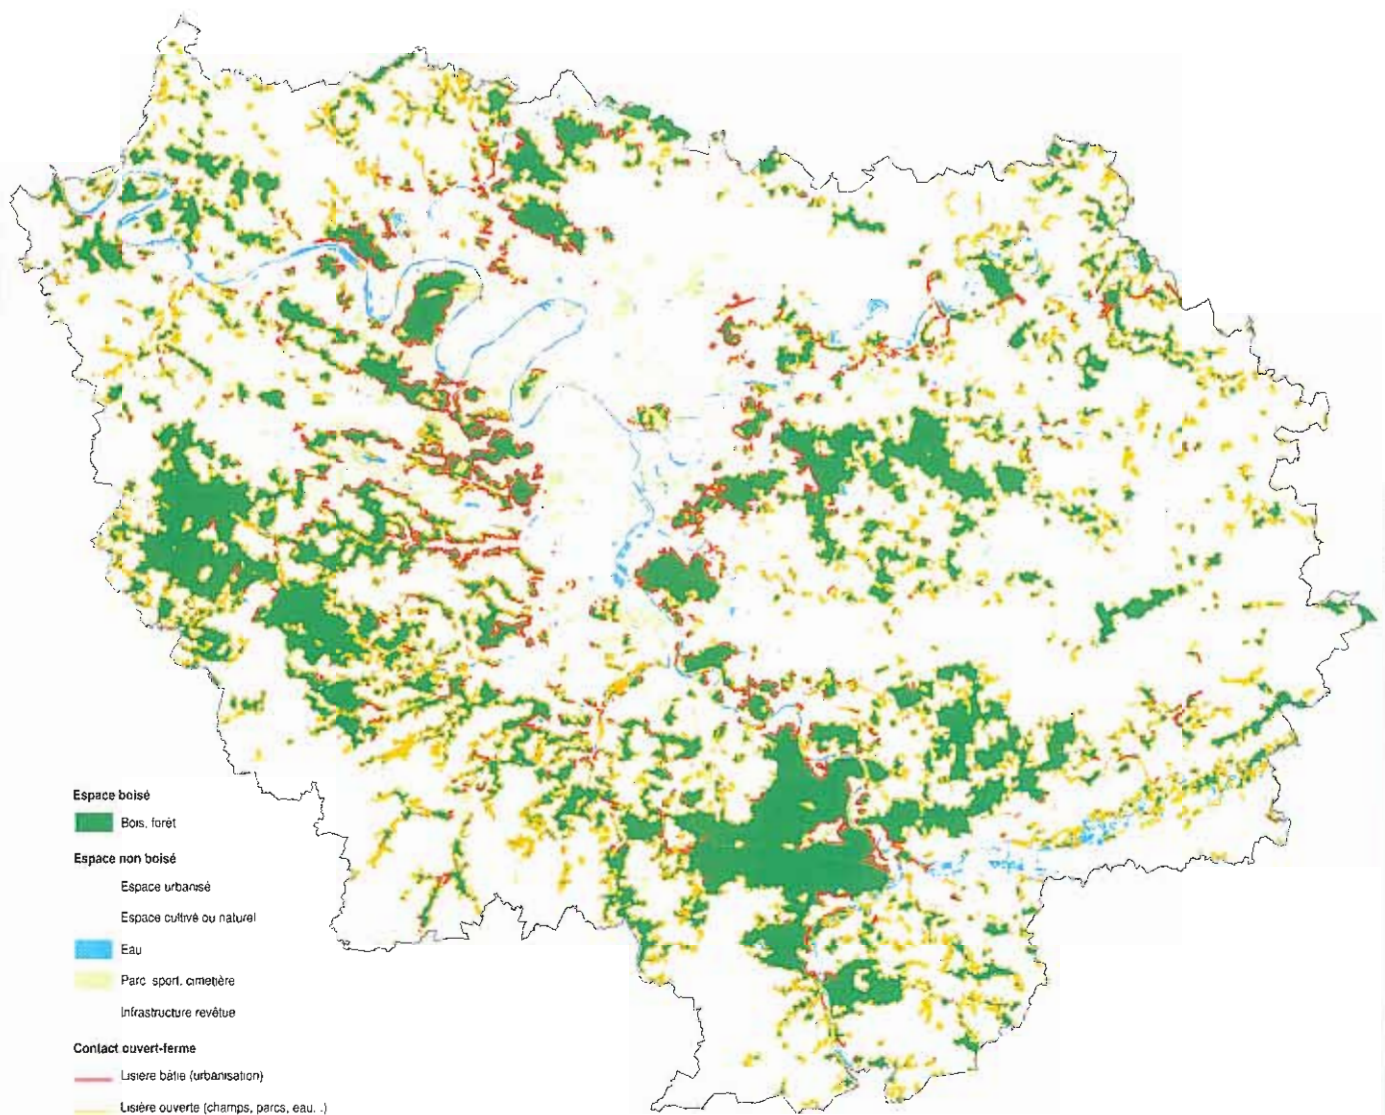 Espace boisé
Bois, forêt
Espace non boisé
Espace urbanisé
Espace cultivé ou naturel
Eau
Parc sport, cimetière
Infrastructure revêtue
Contact ouvert-ferme
Lisière bâtie (urbanisation)
Lisière ouverte (champs, parcs, eau. .)